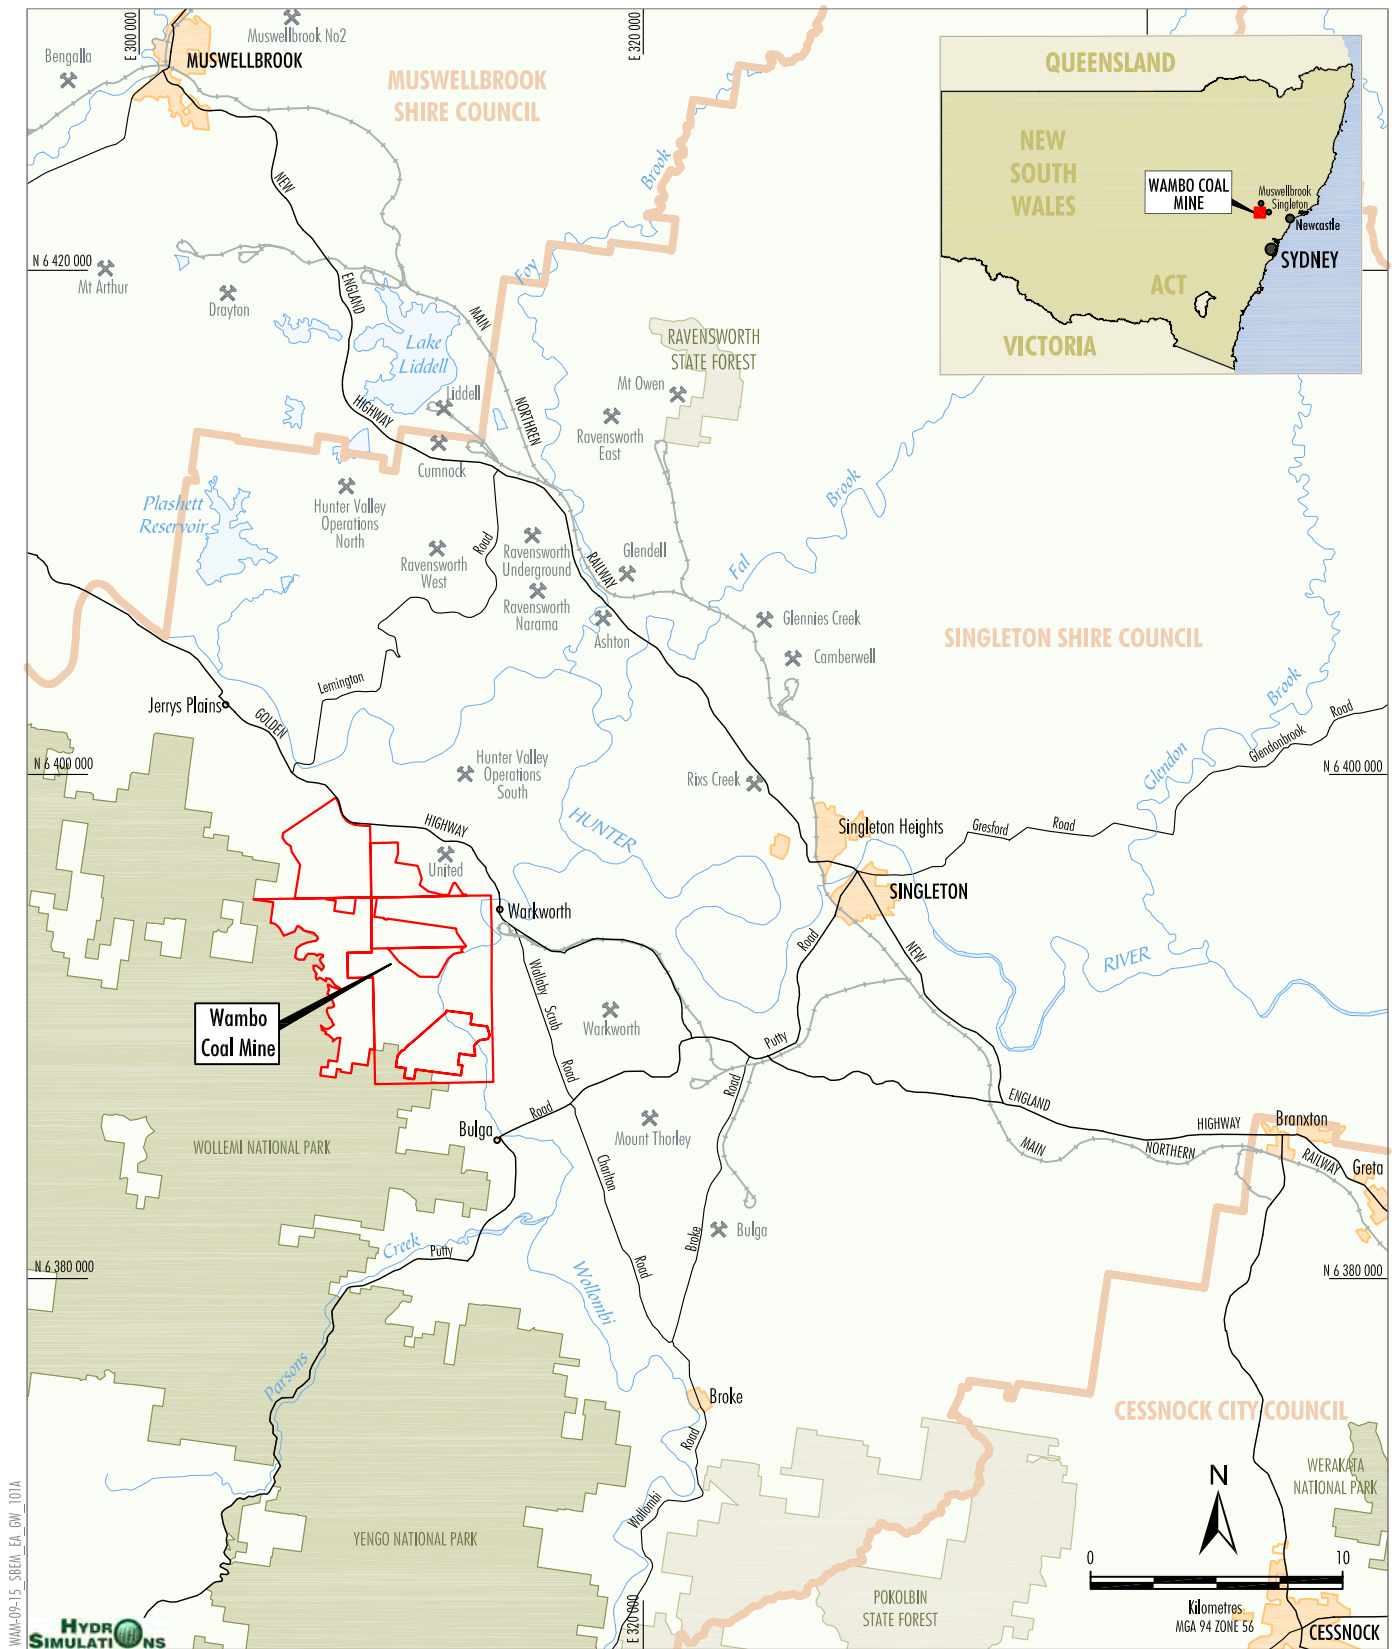 E 300 000
E 320 000
Muswellbrook No2
Bengalla
MUSWELLBROOK
MUSWELLBROOK
SHIRE COUNCIL
QUEENSLAND
NEW
SOUTH
WALES
WAMBO COAL
MINE
Muswellbrook
Singleton
Newcastle
SYDNEY
ACT
VICTORIA
NEW
Brook
Foy
N 6 420 000
Mt Arthur
Drayton
ENGLAND
MAIN
Lake
Liddell
RAVENSWORTH
STATE FOREST
Mt Owen
Liddell
HIGHWAY
NORTHREN
Ravensworth
East
Cumnock
Plashett
Reservoir
Hunter Valley
Operations
North
Brook
Road
Ravensworth
West
Ravensworth
Underground
RAILWAY
Glendell
Fal
Ravensworth
Narama
Ashton
Glennies Creek
SINGLETON SHIRE COUNCIL
Camberwell
Lemington
Brook
Jerrys Plains
GOLDEN
Road
Glendonbrook
Glendon
N 6 400 000
N 6 400 000
Hunter Valley
Operations
South
Rixs Creek
HIGHWAY
HUNTER
Singleton Heights
Gresford
Road
United
SINGLETON
Warkworth
Road
NEW
RIVER
Wallaby
Scrub
Road
Wambo
Coal Mine
Warkworth
Putty
Road
ENGLAND
Road
HIGHWAY
Branxton
Bulga
Mount Thorley
MAIN
NORTHERN
RAILWAY
Greta
WOLLEMI NATIONAL PARK
Charlton
Bulga
Broke
Creek
Putty
Road
Wollombi
N 6 380 000
N 6 380 000
Parsons
Broke
CESSNOCK CITY COUNCIL
Road
WERAKATA
NATIONAL PARK
Wollombi
N
YENGO NATIONAL PARK
0
10
Kilometres
MGA 94 ZONE 56
POKOLBIN
STATE FOREST
E 320 000
CESSNOCK
HYDRO
SIMULATIONS
WAM-09-15_SBEM_EA_GW_101A